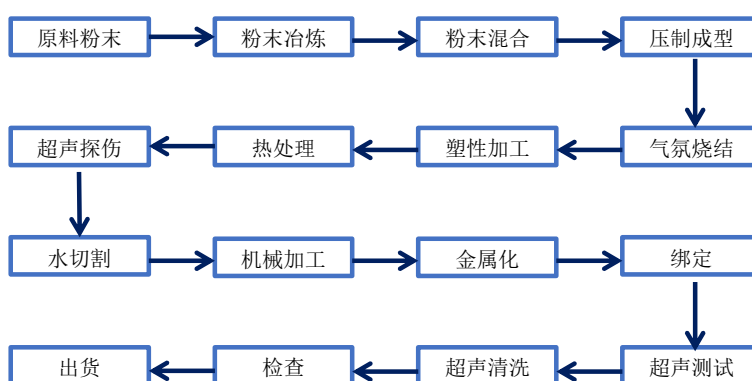 原料粉末
粉末冶炼
粉末混合
压制成型
气氛烧结
塑性加工
热处理
超声探伤
水切割
机械加工
金属化
绑定
超声测试
超声清洗
检查
出货